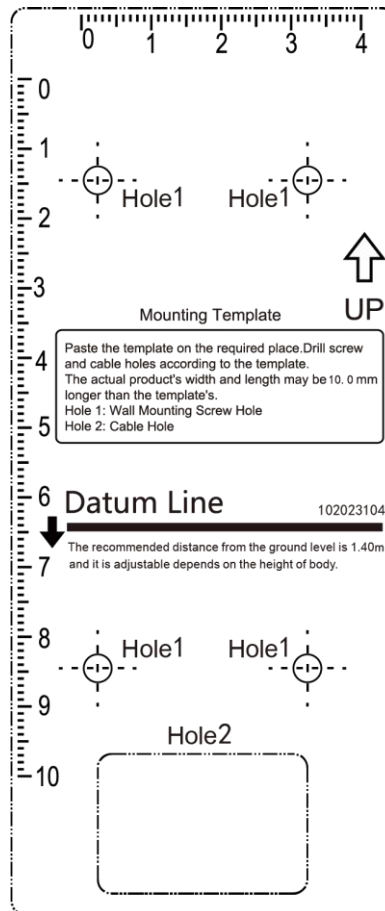 0 1 2 3 4
0
1
Hole1 Hole1
2
3
UP
Mounting Template
4
Paste the template on the required place.Drill screw
and cable holes according to the template.
The actual product's width and length may be 10. 0 mm
longer than the template's.
Hole 1: Wall Mounting Screw Hole
Hole 2: Cable Hole
5
6
Datum Line 102023104
The recommended distance from the ground level is 1.40m
and it is adjustable depends on the height of body.
7
8
Hole1 Hole1
9
Hole2
10